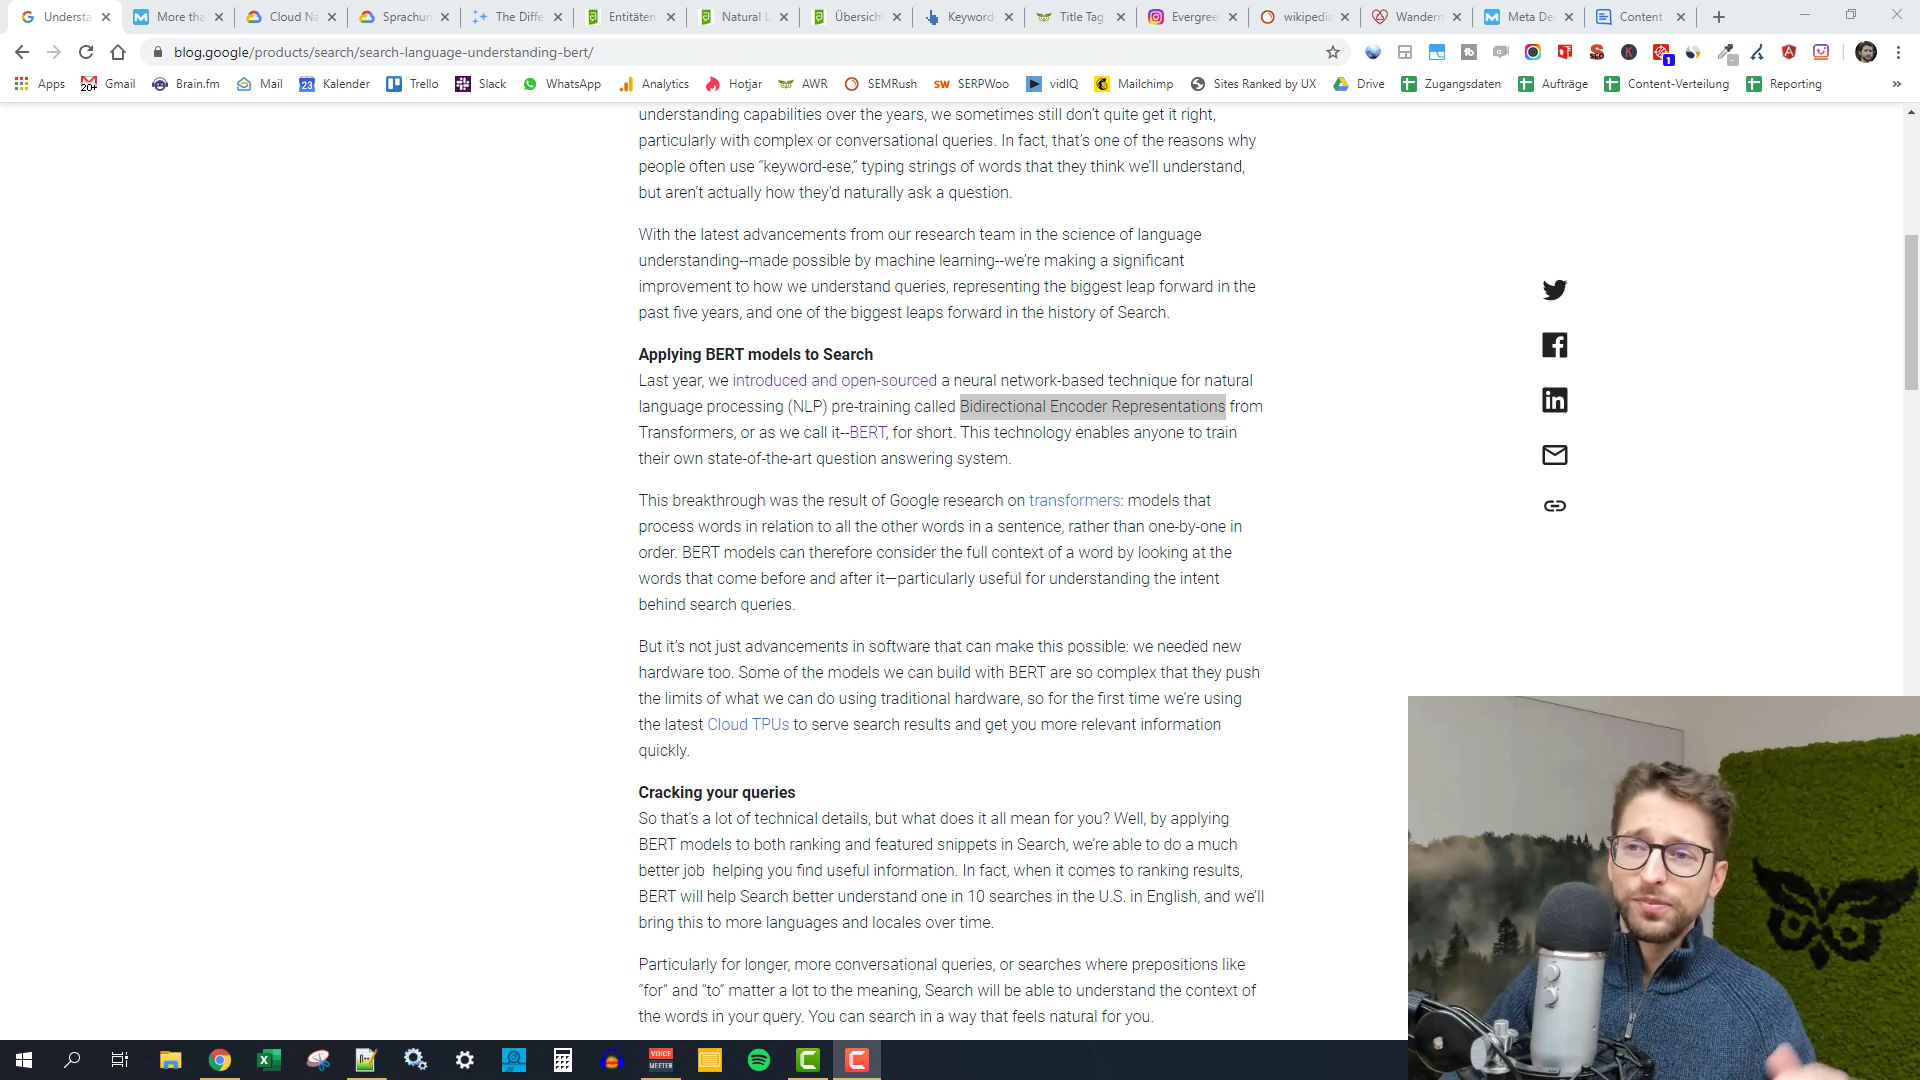 Understa
More tha
Cloud Na
Sprachun
The Diffe
Entitäten
Natural L
Übersich
Keyword
Title Tag
Evergree
wikipedia
Wandern
Meta De
Content
blog.google/products/search/search-language-understanding-bert/
Apps
20+
Gmail
Brain.fm
Mail
23
Kalender
Trello
Slack
WhatsApp
Analytics
Hotjar
AWR
SEMRush
SW SERPWoo
vidIQ
Mailchimp
Sites Ranked by UX
Drive
Zugangsdaten
Aufträge
Content-Verteilung
Reporting
understanding capabilities over the years, we sometimes still don’t quite get it right,
particularly with complex or conversational queries. In fact, that’s one of the reasons why
people often use “keyword-ese,” typing strings of words that they think we’ll understand,
but aren’t actually how they’d naturally ask a question.
With the latest advancements from our research team in the science of language
understanding--made possible by machine learning--we’re making a significant
improvement to how we understand queries, representing the biggest leap forward in the
past five years, and one of the biggest leaps forward in the history of Search.
Applying BERT models to Search
Last year, we introduced and open-sourced a neural network-based technique for natural
language processing (NLP) pre-training called Bidirectional Encoder Representations from
Transformers, or as we call it--BERT, for short. This technology enables anyone to train
their own state-of-the-art question answering system.
This breakthrough was the result of Google research on transformers: models that
process words in relation to all the other words in a sentence, rather than one-by-one in
order. BERT models can therefore consider the full context of a word by looking at the
words that come before and after it—particularly useful for understanding the intent
behind search queries.
But it’s not just advancements in software that can make this possible: we needed new
hardware too. Some of the models we can build with BERT are so complex that they push
the limits of what we can do using traditional hardware, so for the first time we’re using
the latest Cloud TPUs to serve search results and get you more relevant information
quickly.
Cracking your queries
So that’s a lot of technical details, but what does it all mean for you? Well, by applying
BERT models to both ranking and featured snippets in Search, we’re able to do a much
better job  helping you find useful information. In fact, when it comes to ranking results,
BERT will help Search better understand one in 10 searches in the U.S. in English, and we’ll
bring this to more languages and locales over time.
Particularly for longer, more conversational queries, or searches where prepositions like
“for” and “to” matter a lot to the meaning, Search will be able to understand the context of
the words in your query. You can search in a way that feels natural for you.
VOICE
MEETER